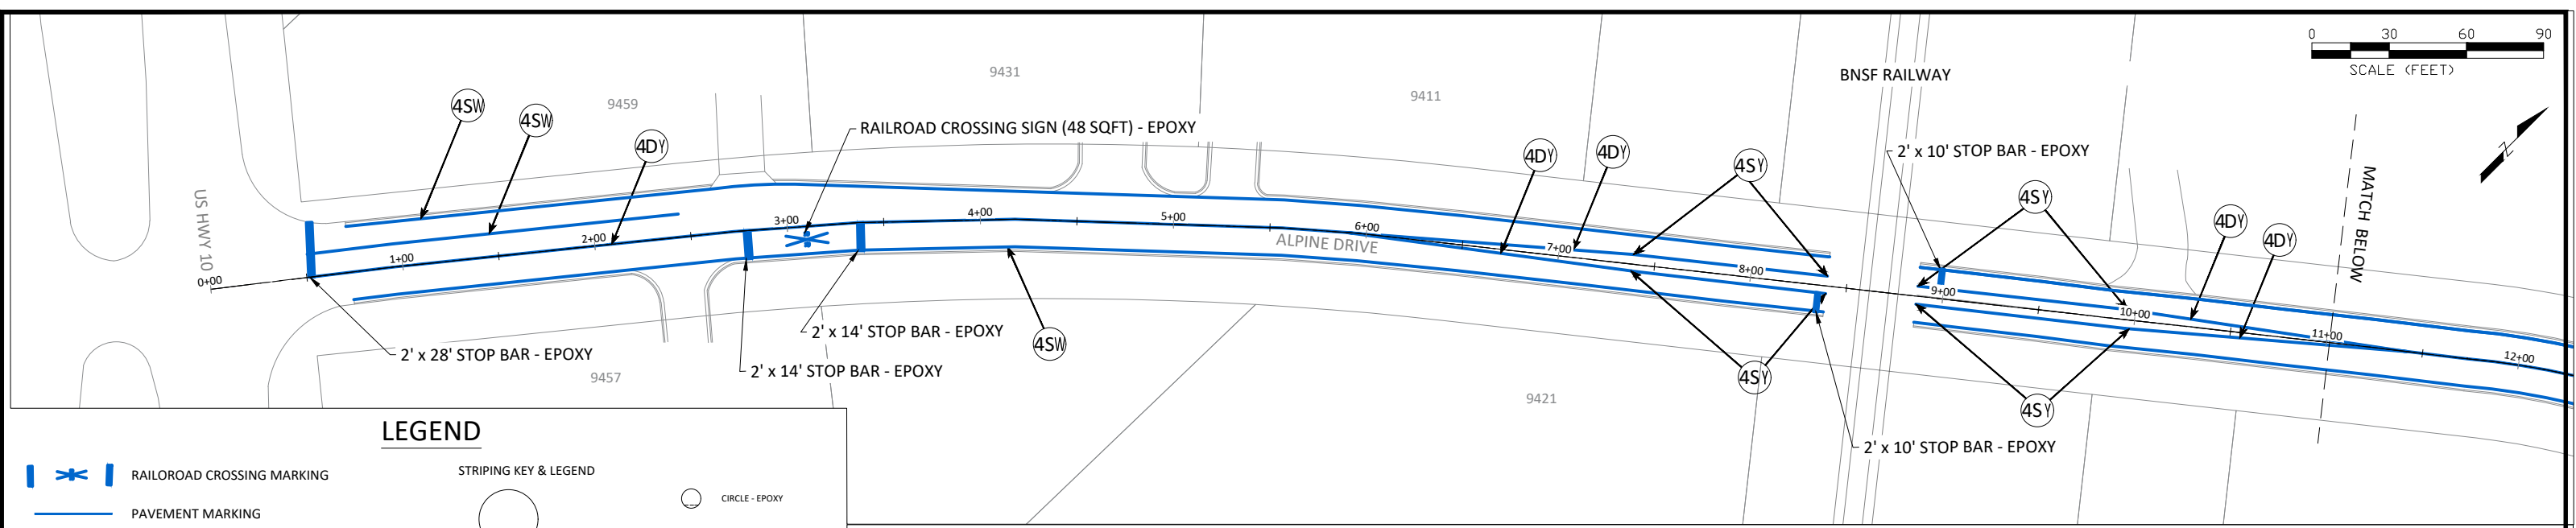 0 30 60 90
SCALE (FEET)
9431
BNSF RAILWAY
9459
9411
4SW
4SW
RAILROAD CROSSING SIGN (48 SQFT) - EPOXY
4DY
4DY
4DY
2' x 10' STOP BAR - EPOXY
4SY
N
MATCH BELOW
4SY
4DY
4DY
US HWY 10
0+00
1+00
2+00
3+00
4+00
5+00
6+00
7+00
8+00
9+00
10+00
11+00
12+00
ALPINE DRIVE
2' x 14' STOP BAR - EPOXY
4SW
2' x 28' STOP BAR - EPOXY
2' x 14' STOP BAR - EPOXY
9457
4SY
9421
4SY
2' x 10' STOP BAR - EPOXY
LEGEND
RAILOROAD CROSSING MARKING
STRIPING KEY & LEGEND
CIRCLE - EPOXY
PAVEMENT MARKING